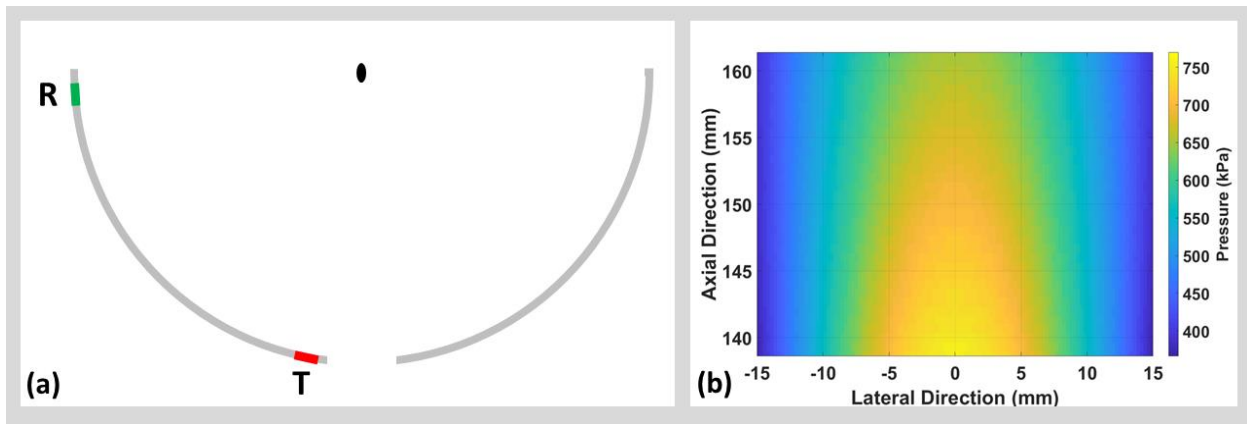 R
T
(a)
160
155
150
145
140
Axial Direction (mm)
-15 -10 -5 0 5 10 15
Lateral Direction (mm)
750
700
650
600
550
500
450
400
Pressure (kPa)
(b)